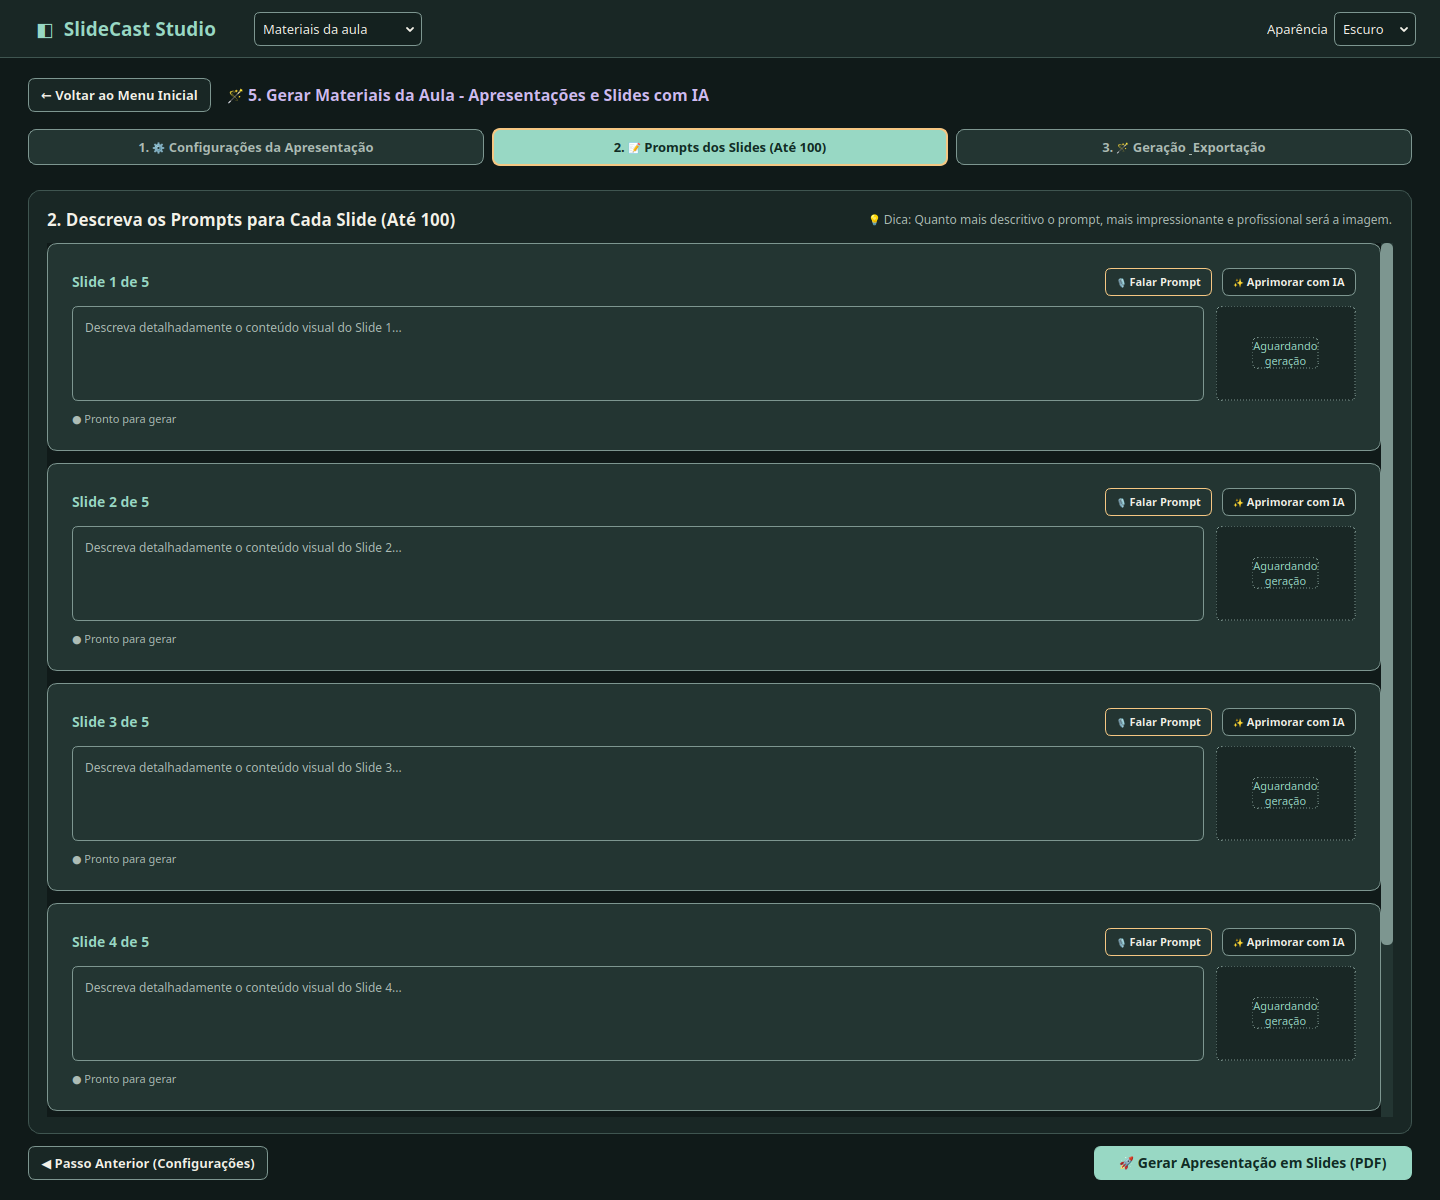 SlideCast Studio
Materiais da aula
Aparência
Escuro
← Voltar ao Menu Inicial
5. Gerar Materiais da Aula - Apresentações e Slides com IA
1. Configurações da Apresentação
2. Prompts dos Slides (Até 100)
3. Geração _Exportação
2. Descreva os Prompts para Cada Slide (Até 100)
Dica: Quanto mais descritivo o prompt, mais impressionante e profissional será a imagem.
Slide 1 de 5
Falar Prompt
Aprimorar com IA
Descreva detalhadamente o conteúdo visual do Slide 1...
Aguardando
geração
● Pronto para gerar
Slide 2 de 5
Falar Prompt
Aprimorar com IA
Descreva detalhadamente o conteúdo visual do Slide 2...
Aguardando
geração
● Pronto para gerar
Slide 3 de 5
Falar Prompt
Aprimorar com IA
Descreva detalhadamente o conteúdo visual do Slide 3...
Aguardando
geração
● Pronto para gerar
Slide 4 de 5
Falar Prompt
Aprimorar com IA
Descreva detalhadamente o conteúdo visual do Slide 4...
Aguardando
geração
● Pronto para gerar
◀ Passo Anterior (Configurações)
Gerar Apresentação em Slides (PDF)